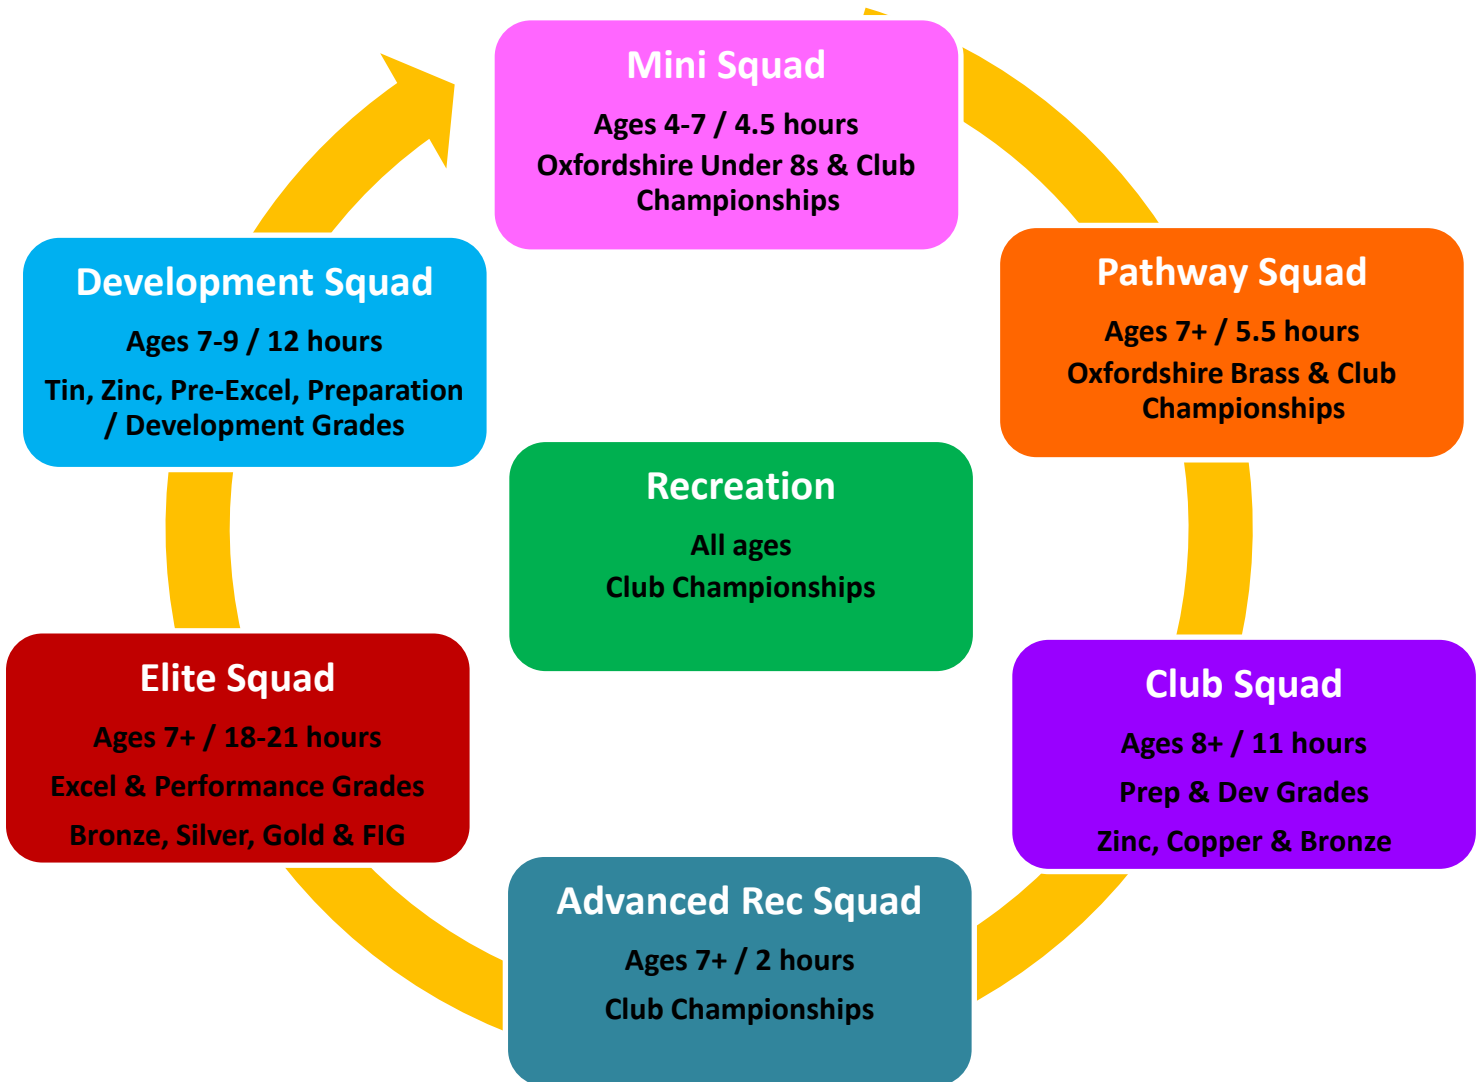 Mini Squad
Ages 4-7 / 4.5 hours
Oxfordshire Under 8s & Club
Championships
Pathway Squad
Ages 7+ / 5.5 hours
Oxfordshire Brass & Club
Championships
Club Squad
Ages 8+ / 11 hours
Prep & Dev Grades
Zinc, Copper & Bronze
Advanced Rec Squad
Ages 7+ / 2 hours
Club Championships
Elite Squad
Ages 7+ / 18-21 hours
Excel & Performance Grades
Bronze, Silver, Gold & FIG
Development Squad
Ages 7-9 / 12 hours
Tin, Zinc, Pre-Excel, Preparation
/ Development Grades
Recreation
All ages
Club Championships